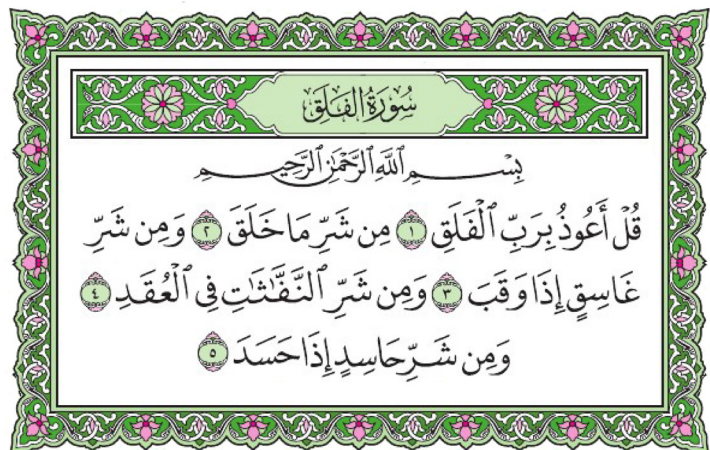 سُورَةُ الفَلَقِ
بِسْمِ ٱللَّهِ ٱلرَّحْمَٰنِ ٱلرَّحِيمِ
قُلْ أَعُوذُ بِرَبِّ ٱلْفَلَقِ ١ مِن شَرِّ مَا خَلَقَ ٢ وَمِن شَرِّ
غَاسِقٍ إِذَا وَقَبَ ٣ وَمِن شَرِّ ٱلنَّفَّٰثَٰتِ فِى ٱلْعُقَدِ ٤
وَمِن شَرِّ حَاسِدٍ إِذَا حَسَدَ ٥